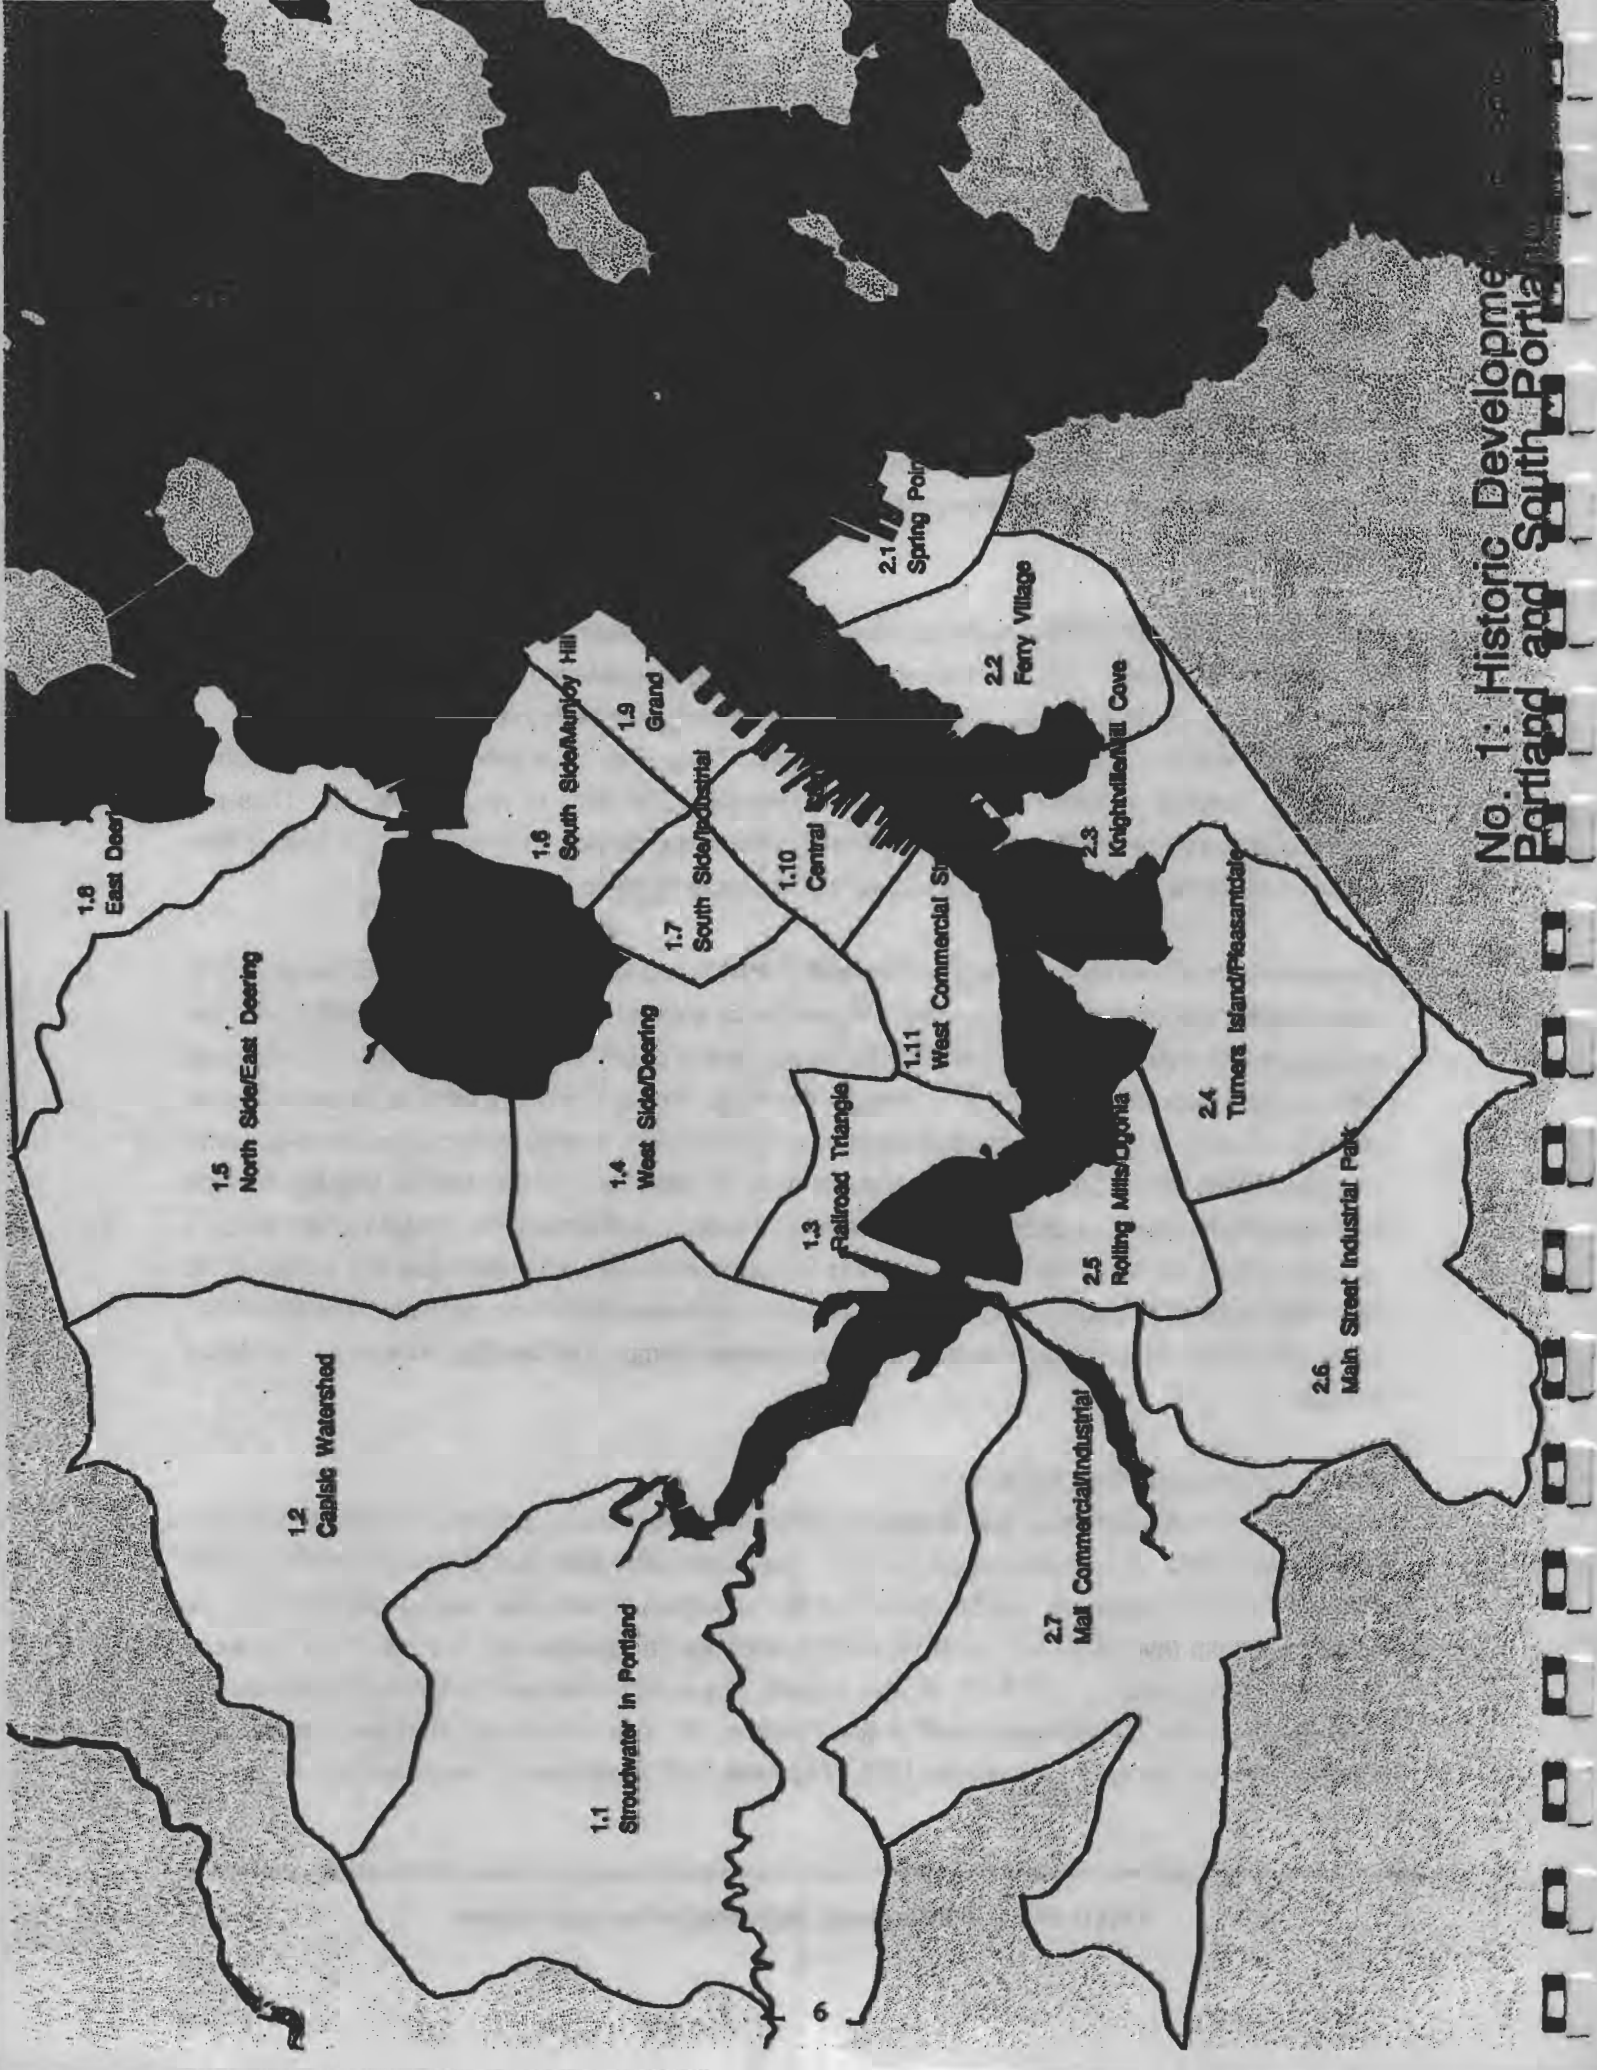 1.8
East Deeri
1.5
North Side/East Deering
1.2
Capisic Watershed
1.6
South Side/Munjoy Hill
1.9
Grand
1.7
South Side/Industrial
1.4
West Side/Deering
1.10
Central
1.1
Stroudwater in Portland
1.3
Railroad Triangle
1.11
West Commercial St
2.1
Spring Poin
2.2
Ferry Village
2.3
Knightville/Mill Cove
2.4
Turners Island/Pleasantdale
2.5
Rolling Mills/Ligonia
2.6
Main Street Industrial Park
2.7
Mall Commercial/Industrial
No. 1: Historic Developme
Portland and South Portla
6